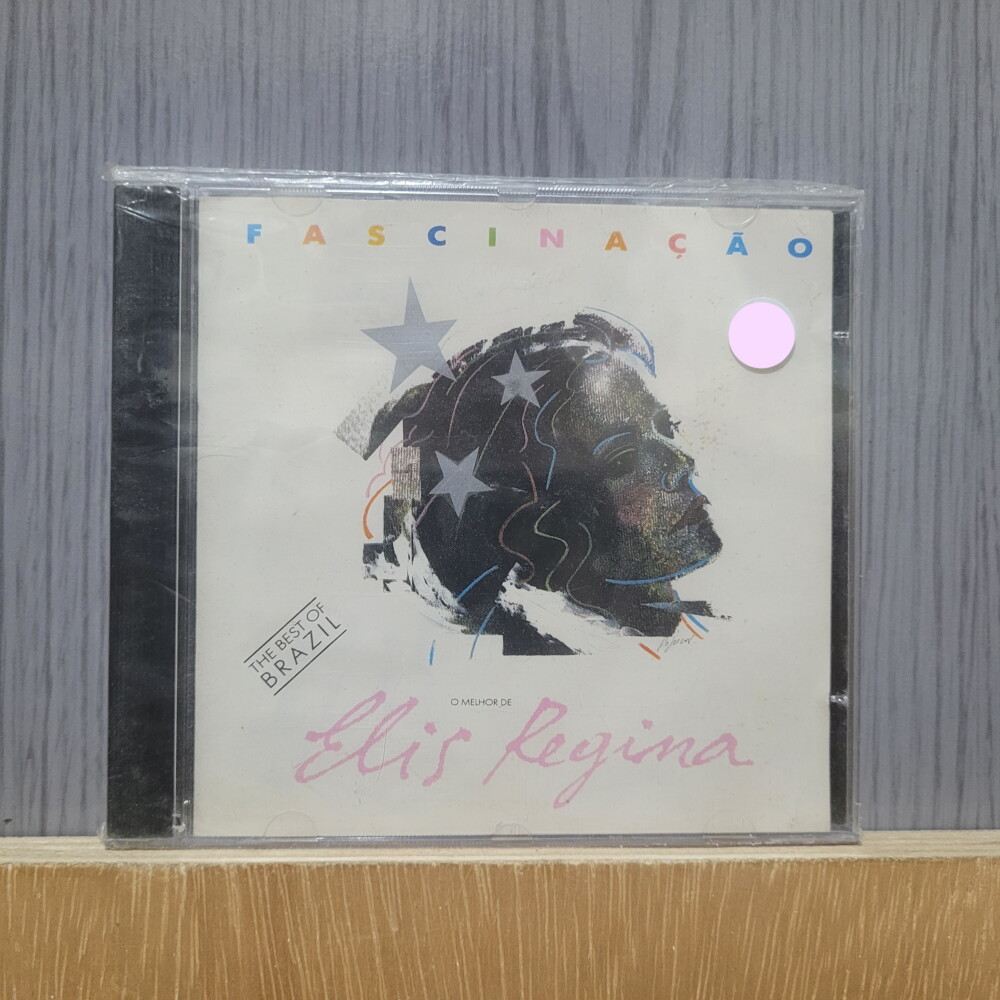 FASCINAÇÃO
THE BEST OF
BRAZIL
O MELHOR DE
Elis Regina